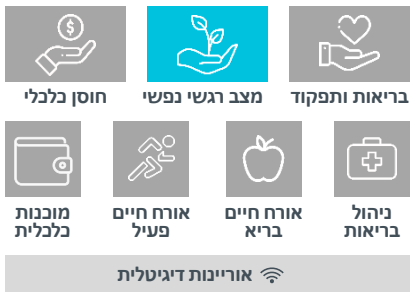 בריאות ותפקוד
מצב רגשי נפשי
חוסן כלכלי
ניהול
בריאות
אורח חיים
בריא
אורח חיים
פעיל
מוכנות
כלכלית
אוריינות דיגיטלית